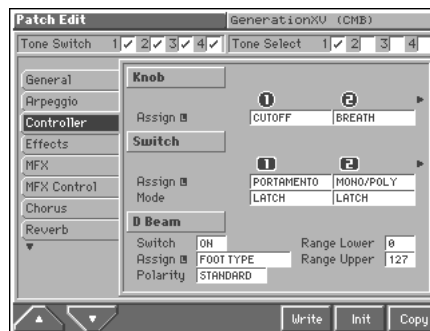 Patch Edit GenerationXV (CMB)
Tone Switch 1 2 3 4 Tone Select 1 2 3 4
General
Arpeggio
Controller
Effects
MFX
MFX Control
Chorus
Reverb
Knob
1 2
Assign CUTOFF BREATH
Switch
1 2
Assign PORTAMENTO MONO/POLY
Mode LATCH LATCH
D Beam
Switch ON Range Lower 0
Assign FOOT TYPE Range Upper 127
Polarity STANDARD
Write Init Copy